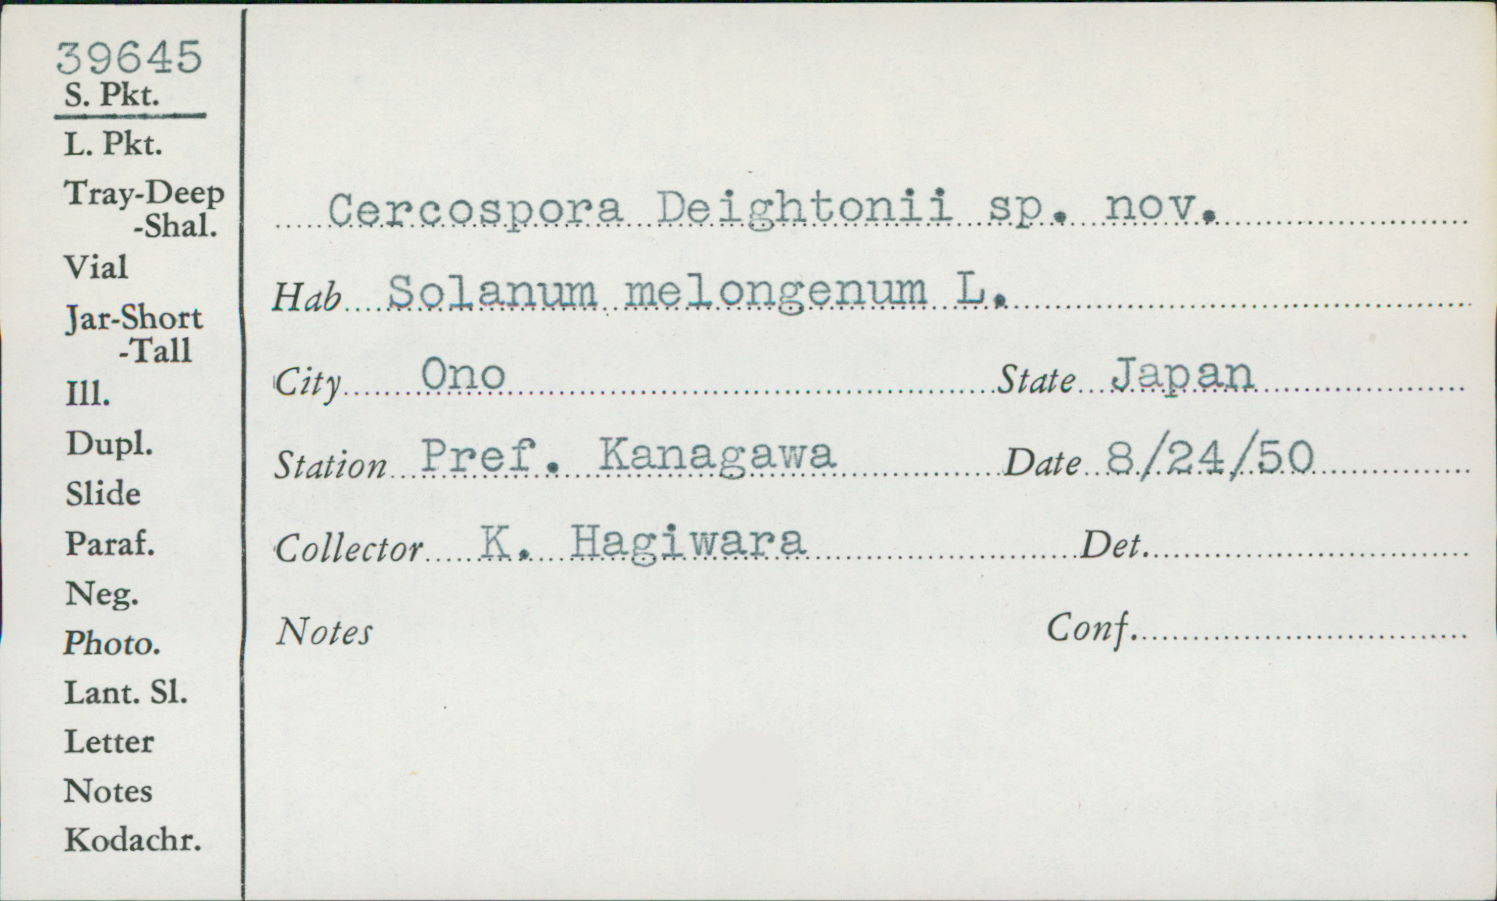 39645
S. Pkt.
L. Pkt.
Tray-Deep
-Shal.
Vial
Jar-Short
-Tall
Ill.
Dupl.
Slide
Paraf.
Neg.
Photo.
Lant. Sl.
Letter
Notes
Kodachr.
Cercospora Deightonii sp. nov.
Hab Solanum melongenum L.
City Ono State Japan
Station Pref. Kanagawa Date 8/24/50
Collector K. Hagiwara Det.
Notes Conf.